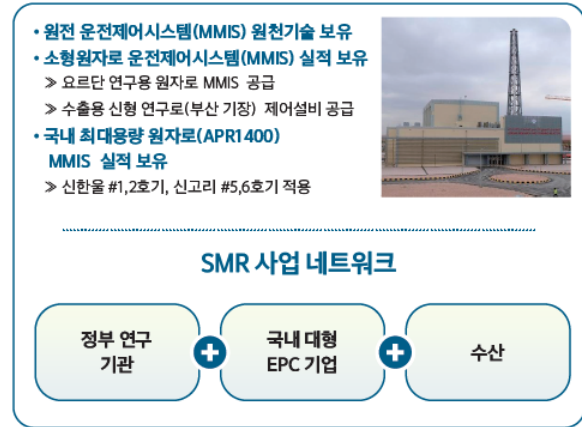 • 원전 운전제어시스템(MMIS) 원천기술 보유
• 소형원자로 운전제어시스템(MMIS) 실적 보유
≫ 요르단 연구용 원자로 MMIS 공급
≫ 수출용 신형 연구로(부산 기장) 제어설비 공급
• 국내 최대용량 원자로(APR1400)
MMIS 실적 보유
≫ 신한울 #1,2호기, 신고리 #5,6호기 적용
SMR 사업 네트워크
정부 연구
기관
+
국내 대형
EPC 기업
+
수산